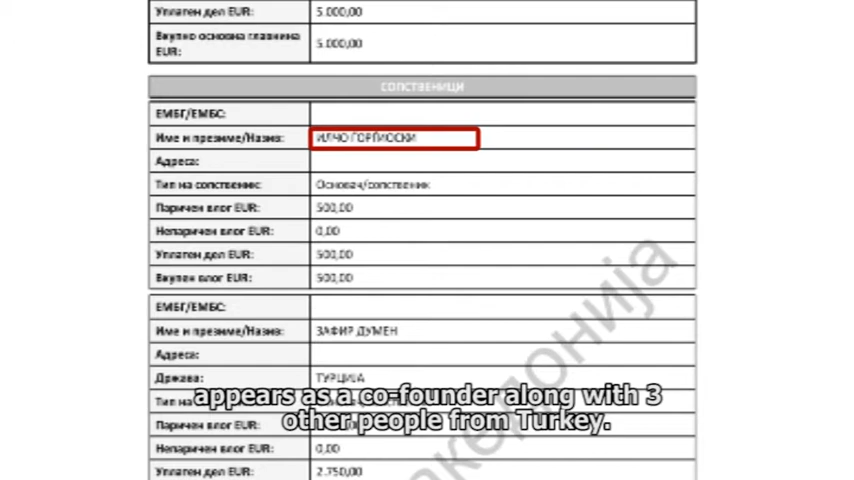 Уплатен дел EUR: 5.000,00
Вкупно основна главнина EUR: 5.000,00
СОПСТВЕНИЦИ
ЕМБГ/ЕМБС:
Име и презиме/Назив: ИЛЧО ГОРГИОСКИ
Адреса:
Тип на сопственик: Основач/сопственик
Паричен влог EUR: 500,00
Непаричен влог EUR: 0,00
Уплатен дел EUR: 500,00
Вкупен влог EUR: 500,00
ЕМБГ/ЕМБС:
Име и презиме/Назив: ЗАФИР ДУМЕН
Адреса:
Држава: ТУРЦИЈА
appears as a co-founder along with 3
other people from Turkey.
Тип на
Паричен влог EUR:
Непаричен влог EUR: 0,00
Уплатен дел EUR: 2.750,00